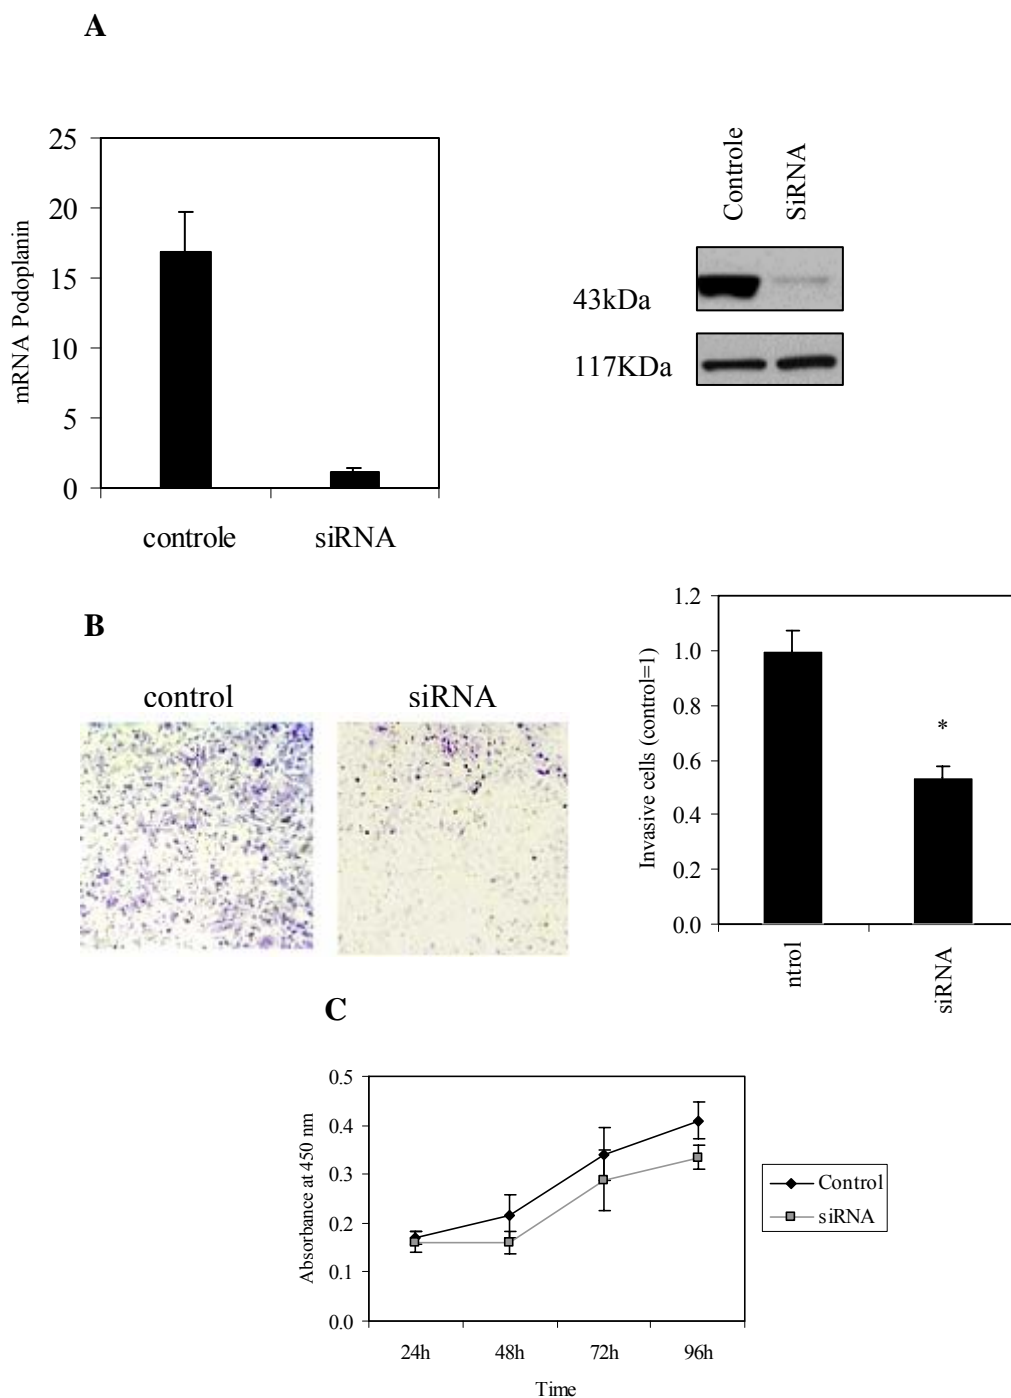 A
25
20
15
10
5
0
mRNA Podoplanin
controle
siRNA
Controle
SiRNA
43kDa
117KDa
B
control
siRNA
1.2
1.0
0.8
0.6
0.4
0.2
0.0
Invasive cells (control=1)
*
ntrol
siRNA
C
0.5
0.4
0.3
0.2
0.1
0.0
Absorbance at 450 nm
24h
48h
72h
96h
Time
Control
siRNA